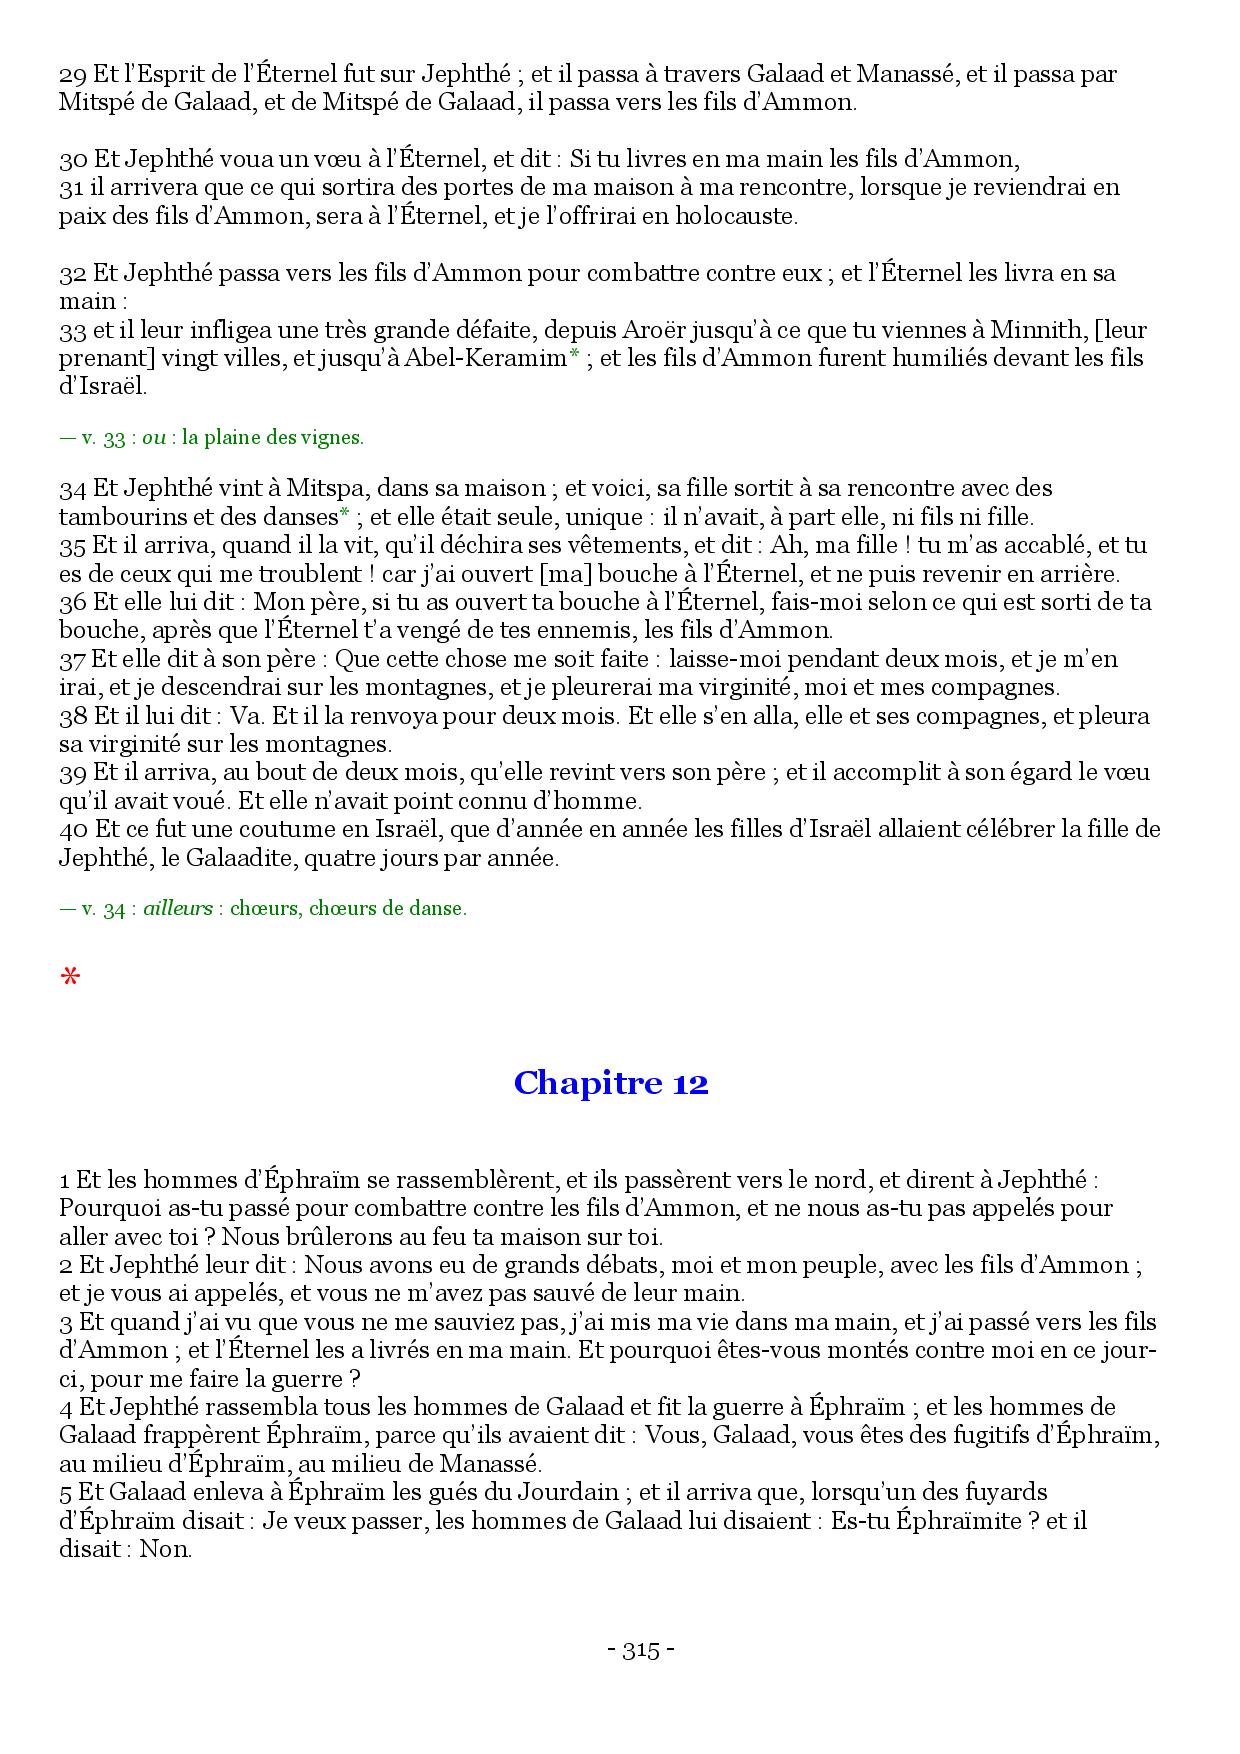 29 Et l’Esprit de l’Éternel fut sur Jephthé ; et il passa à travers Galaad et Manassé, et il passa par
Mitspé de Galaad, et de Mitspé de Galaad, il passa vers les fils d’Ammon.
30 Et Jephthé voua un vœu à l’Éternel, et dit : Si tu livres en ma main les fils d’Ammon,
31 il arrivera que ce qui sortira des portes de ma maison à ma rencontre, lorsque je reviendrai en
paix des fils d’Ammon, sera à l’Éternel, et je l’offrirai en holocauste.
32 Et Jephthé passa vers les fils d’Ammon pour combattre contre eux ; et l’Éternel les livra en sa
main :
33 et il leur infligea une très grande défaite, depuis Aroër jusqu’à ce que tu viennes à Minnith, [leur
prenant] vingt villes, et jusqu’à Abel-Keramim* ; et les fils d’Ammon furent humiliés devant les fils
d’Israël.
— v. 33 : ou : la plaine des vignes.
34 Et Jephthé vint à Mitspa, dans sa maison ; et voici, sa fille sortit à sa rencontre avec des
tambourins et des danses* ; et elle était seule, unique : il n’avait, à part elle, ni fils ni fille.
35 Et il arriva, quand il la vit, qu’il déchira ses vêtements, et dit : Ah, ma fille ! tu m’as accablé, et tu
es de ceux qui me troublent ! car j’ai ouvert [ma] bouche à l’Éternel, et ne puis revenir en arrière.
36 Et elle lui dit : Mon père, si tu as ouvert ta bouche à l’Éternel, fais-moi selon ce qui est sorti de ta
bouche, après que l’Éternel t’a vengé de tes ennemis, les fils d’Ammon.
37 Et elle dit à son père : Que cette chose me soit faite : laisse-moi pendant deux mois, et je m’en
irai, et je descendrai sur les montagnes, et je pleurerai ma virginité, moi et mes compagnes.
38 Et il lui dit : Va. Et il la renvoya pour deux mois. Et elle s’en alla, elle et ses compagnes, et pleura
sa virginité sur les montagnes.
39 Et il arriva, au bout de deux mois, qu’elle revint vers son père ; et il accomplit à son égard le vœu
qu’il avait voué. Et elle n’avait point connu d’homme.
40 Et ce fut une coutume en Israël, que d’année en année les filles d’Israël allaient célébrer la fille de
Jephthé, le Galaadite, quatre jours par année.
— v. 34 : ailleurs : chœurs, chœurs de danse.
*
Chapitre 12
1 Et les hommes d’Éphraïm se rassemblèrent, et ils passèrent vers le nord, et dirent à Jephthé :
Pourquoi as-tu passé pour combattre contre les fils d’Ammon, et ne nous as-tu pas appelés pour
aller avec toi ? Nous brûlerons au feu ta maison sur toi.
2 Et Jephthé leur dit : Nous avons eu de grands débats, moi et mon peuple, avec les fils d’Ammon ;
et je vous ai appelés, et vous ne m’avez pas sauvé de leur main.
3 Et quand j’ai vu que vous ne me sauviez pas, j’ai mis ma vie dans ma main, et j’ai passé vers les fils
d’Ammon ; et l’Éternel les a livrés en ma main. Et pourquoi êtes-vous montés contre moi en ce jour-
ci, pour me faire la guerre ?
4 Et Jephthé rassembla tous les hommes de Galaad et fit la guerre à Éphraïm ; et les hommes de
Galaad frappèrent Éphraïm, parce qu’ils avaient dit : Vous, Galaad, vous êtes des fugitifs d’Éphraïm,
au milieu d’Éphraïm, au milieu de Manassé.
5 Et Galaad enleva à Éphraïm les gués du Jourdain ; et il arriva que, lorsqu’un des fuyards
d’Éphraïm disait : Je veux passer, les hommes de Galaad lui disaient : Es-tu Éphraïmite ? et il
disait : Non.
- 315 -